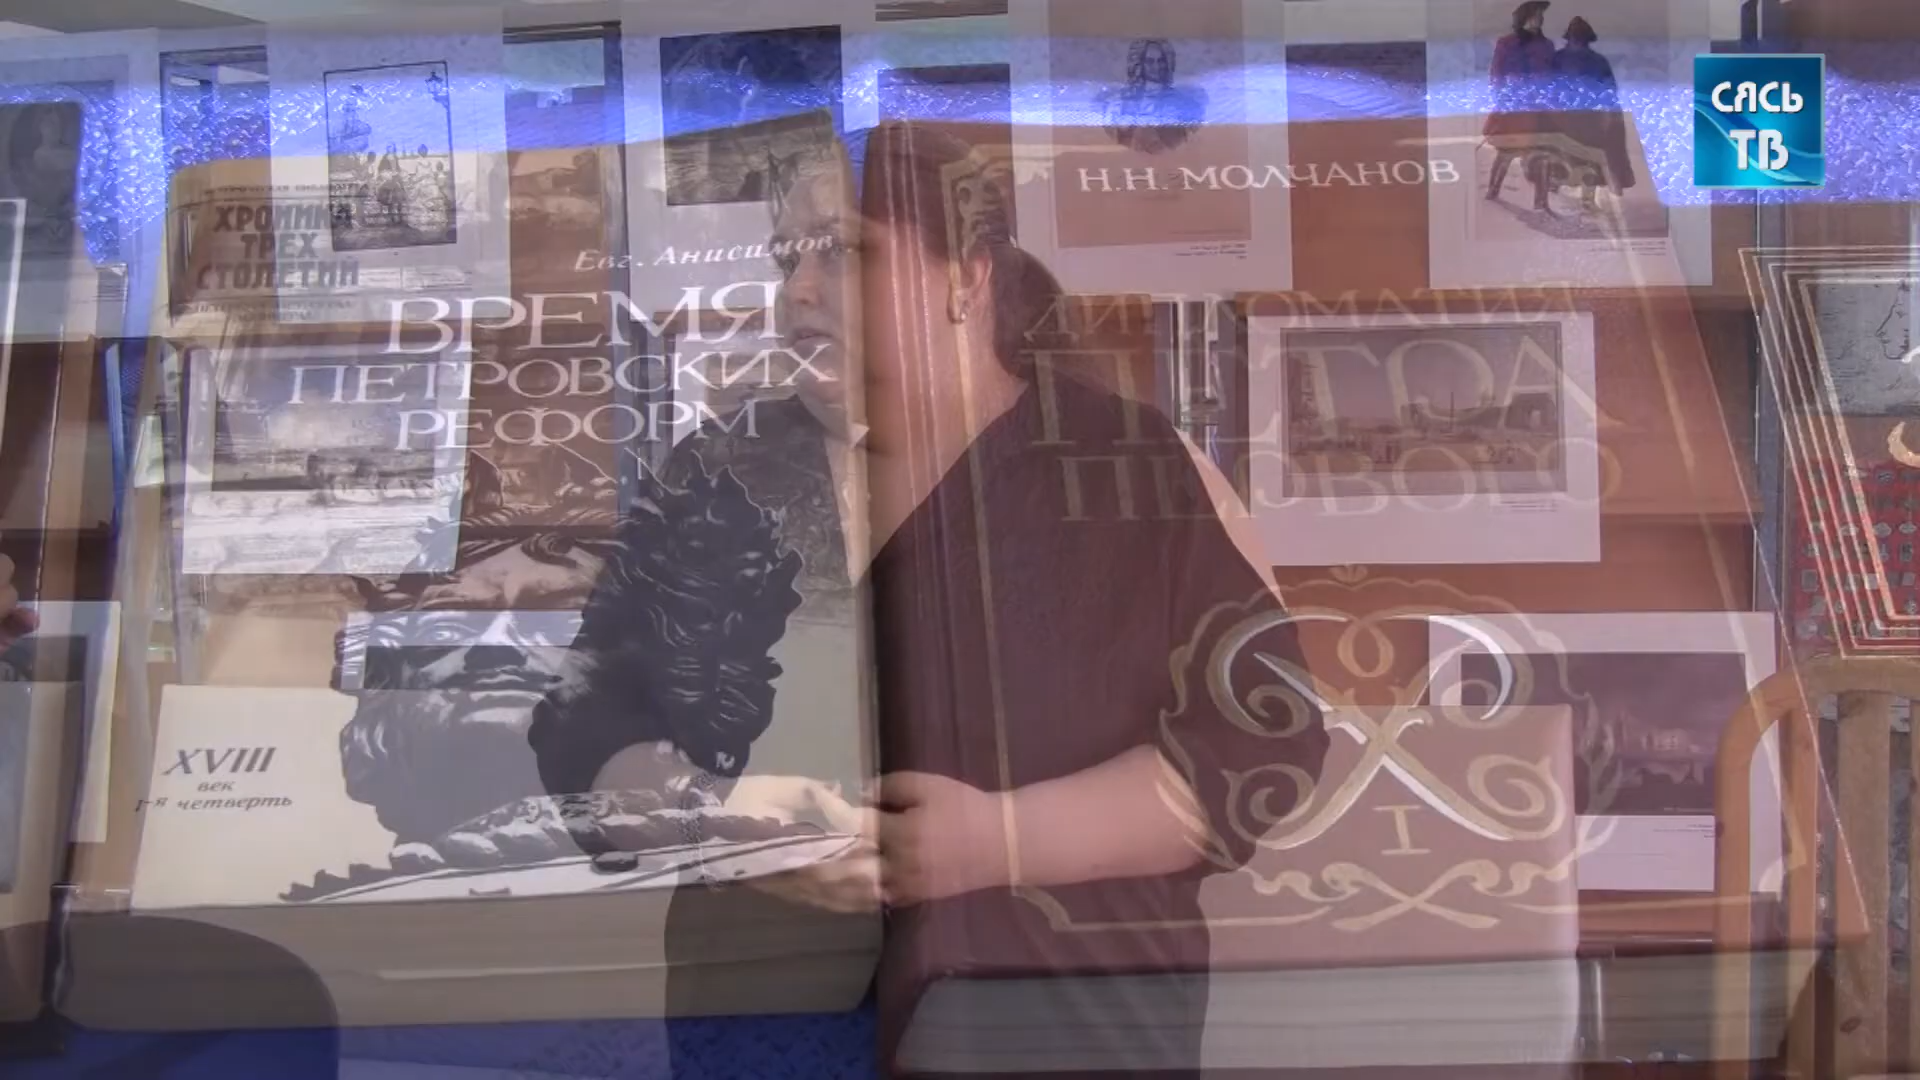 СЯСЬ
ТВ
Н.Н. МОЛЧАНОВ
ДИПЛОМАТИЯ
ПЕТРА
ПЕРВОГО
I
ХРОНИКА
ТРЕХ
СТОЛЕТИЙ
Евг. Анисимов
ВРЕМЯ
ПЕТРОВСКИХ
РЕФОРМ
XVIII
век
1-я четверть